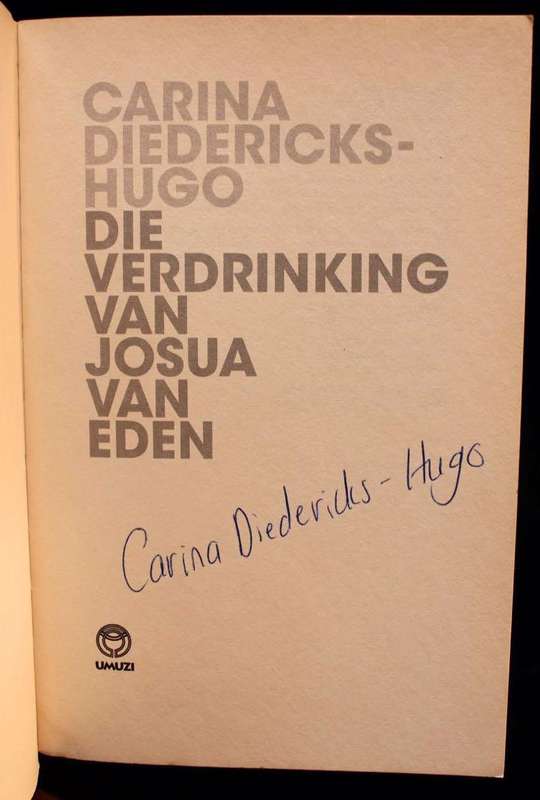 CARINA
DIEDERICKS-
HUGO
DIE
VERDRINKING
VAN
JOSUA
VAN
EDEN
Carina Diedericks - Hugo
UMUZI